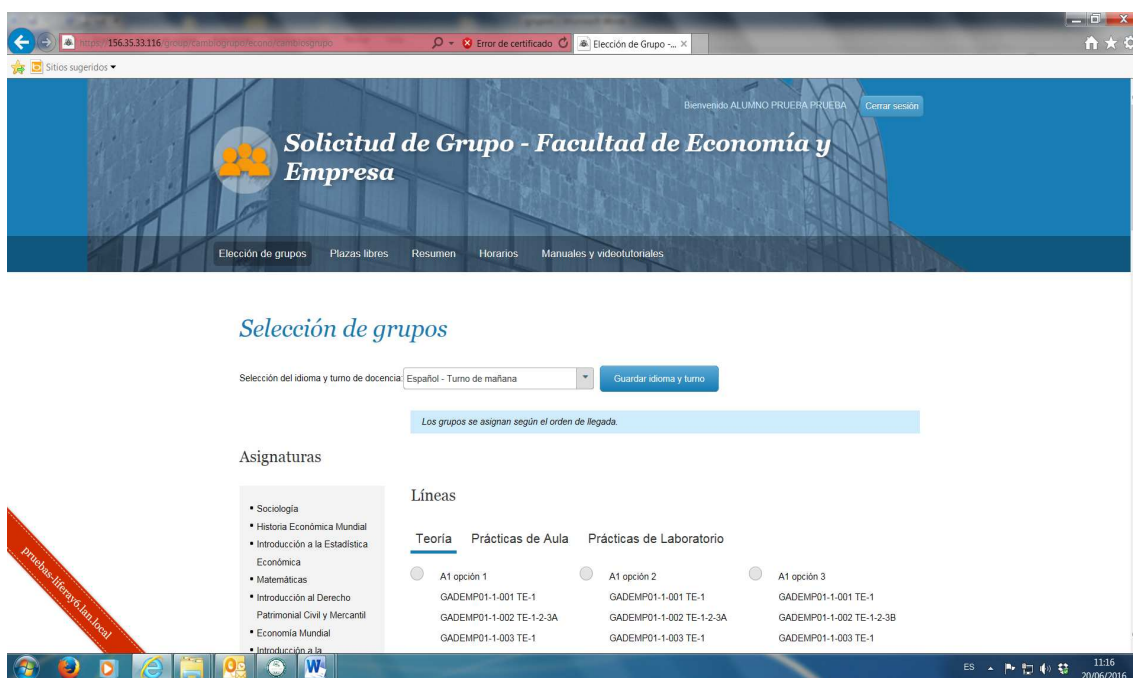 https://156.35.33.116/group/cambiogrupo/econo/cambiosgrupo
Error de certificado
Elección de Grupo -...
Sitios sugeridos
Bienvenido ALUMNO PRUEBA PRUEBA
Cerrar sesión
Solicitud de Grupo - Facultad de Economía y
Empresa
Elección de grupos Plazas libres Resumen Horarios Manuales y videotutoriales
Selección de grupos
Selección del idioma y turno de docencia: Español - Turno de mañana
Guardar idioma y turno
Los grupos se asignan según el orden de llegada.
Asignaturas
Sociología
Historia Económica Mundial
Introducción a la Estadística
Económica
Matemáticas
Introducción al Derecho
Patrimonial Civil y Mercantil
Economía Mundial
Introducción a la
Líneas
Teoría Prácticas de Aula Prácticas de Laboratorio
A1 opción 1 A1 opción 2 A1 opción 3
GADEMP01-1-001 TE-1 GADEMP01-1-001 TE-1 GADEMP01-1-001 TE-1
GADEMP01-1-002 TE-1-2-3A GADEMP01-1-002 TE-1-2-3A GADEMP01-1-002 TE-1-2-3B
GADEMP01-1-003 TE-1 GADEMP01-1-003 TE-1 GADEMP01-1-003 TE-1
pruebas-liferay6.lan.local
ES
11:16
20/06/2016